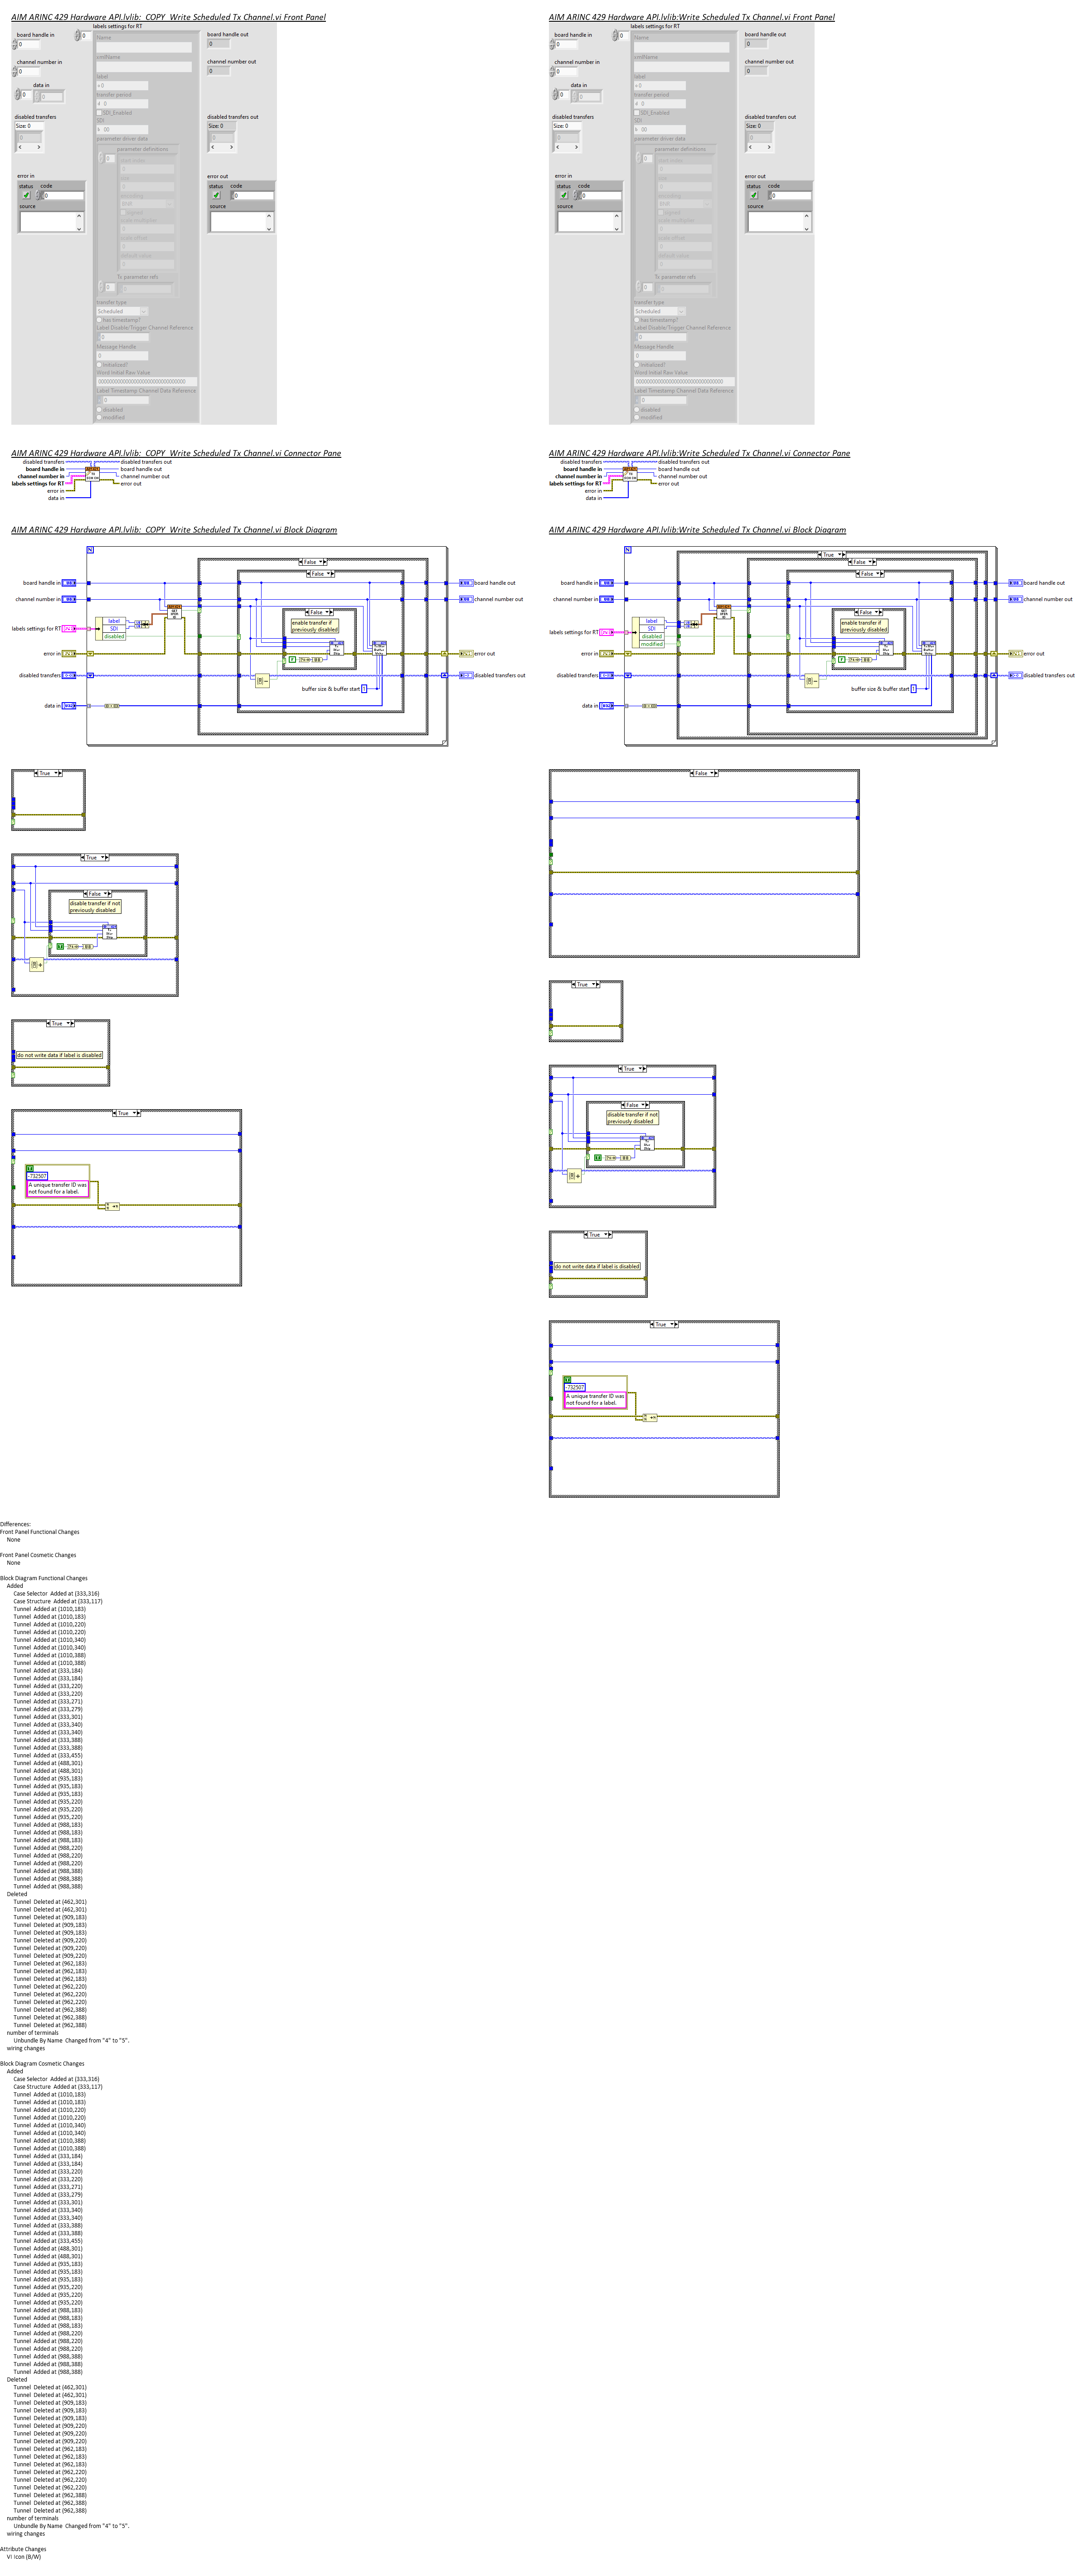 AIM ARINC 429 Hardware API.lvlib:_COPY_Write Scheduled Tx Channel.vi Front Panel
labels settings for RT
board handle in
0
0
Name
board handle out
0
cmfName
channel number in
0
channel number out
0
label
x 0
data in
0
0
transfer period
d 0
SDI_Enabled
SDI
b 00
disabled transfers
Size: 0
0
disabled transfers out
Size: 0
0
parameter driver data
parameter definitions
0
signed
default value
0
Tx parameter refs
0
error in
status code
0
source
error out
status code
0
source
transfer type
Scheduled
has timestamp?
Label Disable/Trigger Channel Reference
0
Message Handle
0
Initialized?
Word Initial Raw Value
00000000000000000000000000000000
Label Timestamp Channel Data Reference
0
disabled
modified
AIM ARINC 429 Hardware API.lvlib:_COPY_Write Scheduled Tx Channel.vi Connector Pane
disabled transfers
board handle in
channel number in
labels settings for RT
error in
data in
disabled transfers out
board handle out
channel number out
error out
AIM ARINC 429 Hardware API.lvlib:_COPY_Write Scheduled Tx Channel.vi Block Diagram
N
False
False
board handle in
board handle out
channel number in
channel number out
False
enable transfer if
previously disabled
label
SDI
disabled
labels settings for RT
error in
error out
disabled transfers
disabled transfers out
buffer size & buffer start
1
data in
True
True
False
disable transfer if not
previously disabled
True
do not write data if label is disabled
True
-732507
A unique transfer ID was
not found for a label.
AIM ARINC 429 Hardware API.lvlib:Write Scheduled Tx Channel.vi Front Panel
labels settings for RT
board handle in
0
0
Name
board handle out
0
cmfName
channel number in
0
channel number out
0
label
x 0
data in
0
0
transfer period
d 0
SDI_Enabled
SDI
b 00
disabled transfers
Size: 0
0
disabled transfers out
Size: 0
0
parameter driver data
parameter definitions
0
signed
default value
0
Tx parameter refs
0
error in
status code
0
source
error out
status code
0
source
transfer type
Scheduled
has timestamp?
Label Disable/Trigger Channel Reference
0
Message Handle
0
Initialized?
Word Initial Raw Value
00000000000000000000000000000000
Label Timestamp Channel Data Reference
0
disabled
modified
AIM ARINC 429 Hardware API.lvlib:Write Scheduled Tx Channel.vi Connector Pane
disabled transfers
board handle in
channel number in
labels settings for RT
error in
data in
disabled transfers out
board handle out
channel number out
error out
AIM ARINC 429 Hardware API.lvlib:Write Scheduled Tx Channel.vi Block Diagram
N
True
False
False
board handle in
board handle out
channel number in
channel number out
False
enable transfer if
previously disabled
label
SDI
disabled
modified
labels settings for RT
error in
error out
disabled transfers
disabled transfers out
buffer size & buffer start
1
data in
False
True
True
False
disable transfer if not
previously disabled
True
do not write data if label is disabled
True
-732507
A unique transfer ID was
not found for a label.
Differences:
Front Panel Functional Changes
None
Front Panel Cosmetic Changes
None
Block Diagram Functional Changes
Added
Case Selector Added at (333,316)
Case Structure Added at (333,117)
Tunnel Added at (1010,183)
Tunnel Added at (1010,183)
Tunnel Added at (1010,220)
Tunnel Added at (1010,220)
Tunnel Added at (1010,340)
Tunnel Added at (1010,340)
Tunnel Added at (1010,388)
Tunnel Added at (1010,388)
Tunnel Added at (333,184)
Tunnel Added at (333,184)
Tunnel Added at (333,220)
Tunnel Added at (333,220)
Tunnel Added at (333,271)
Tunnel Added at (333,279)
Tunnel Added at (333,301)
Tunnel Added at (333,340)
Tunnel Added at (333,340)
Tunnel Added at (333,388)
Tunnel Added at (333,388)
Tunnel Added at (333,455)
Tunnel Added at (488,301)
Tunnel Added at (488,301)
Tunnel Added at (935,183)
Tunnel Added at (935,183)
Tunnel Added at (935,183)
Tunnel Added at (935,220)
Tunnel Added at (935,220)
Tunnel Added at (935,220)
Tunnel Added at (988,183)
Tunnel Added at (988,183)
Tunnel Added at (988,183)
Tunnel Added at (988,220)
Tunnel Added at (988,220)
Tunnel Added at (988,220)
Tunnel Added at (988,388)
Tunnel Added at (988,388)
Tunnel Added at (988,388)
Deleted
Tunnel Deleted at (462,301)
Tunnel Deleted at (462,301)
Tunnel Deleted at (909,183)
Tunnel Deleted at (909,183)
Tunnel Deleted at (909,183)
Tunnel Deleted at (909,220)
Tunnel Deleted at (909,220)
Tunnel Deleted at (909,220)
Tunnel Deleted at (962,183)
Tunnel Deleted at (962,183)
Tunnel Deleted at (962,183)
Tunnel Deleted at (962,220)
Tunnel Deleted at (962,220)
Tunnel Deleted at (962,220)
Tunnel Deleted at (962,388)
Tunnel Deleted at (962,388)
Tunnel Deleted at (962,388)
number of terminals
Unbundle By Name Changed from "4" to "5".
wiring changes
Block Diagram Cosmetic Changes
Added
Case Selector Added at (333,316)
Case Structure Added at (333,117)
Tunnel Added at (1010,183)
Tunnel Added at (1010,183)
Tunnel Added at (1010,220)
Tunnel Added at (1010,220)
Tunnel Added at (1010,340)
Tunnel Added at (1010,340)
Tunnel Added at (1010,388)
Tunnel Added at (1010,388)
Tunnel Added at (333,184)
Tunnel Added at (333,184)
Tunnel Added at (333,220)
Tunnel Added at (333,220)
Tunnel Added at (333,271)
Tunnel Added at (333,279)
Tunnel Added at (333,301)
Tunnel Added at (333,340)
Tunnel Added at (333,340)
Tunnel Added at (333,388)
Tunnel Added at (333,388)
Tunnel Added at (333,455)
Tunnel Added at (488,301)
Tunnel Added at (488,301)
Tunnel Added at (935,183)
Tunnel Added at (935,183)
Tunnel Added at (935,183)
Tunnel Added at (935,220)
Tunnel Added at (935,220)
Tunnel Added at (935,220)
Tunnel Added at (988,183)
Tunnel Added at (988,183)
Tunnel Added at (988,183)
Tunnel Added at (988,220)
Tunnel Added at (988,220)
Tunnel Added at (988,220)
Tunnel Added at (988,388)
Tunnel Added at (988,388)
Tunnel Added at (988,388)
Deleted
Tunnel Deleted at (462,301)
Tunnel Deleted at (462,301)
Tunnel Deleted at (909,183)
Tunnel Deleted at (909,183)
Tunnel Deleted at (909,183)
Tunnel Deleted at (909,220)
Tunnel Deleted at (909,220)
Tunnel Deleted at (909,220)
Tunnel Deleted at (962,183)
Tunnel Deleted at (962,183)
Tunnel Deleted at (962,183)
Tunnel Deleted at (962,220)
Tunnel Deleted at (962,220)
Tunnel Deleted at (962,220)
Tunnel Deleted at (962,388)
Tunnel Deleted at (962,388)
Tunnel Deleted at (962,388)
number of terminals
Unbundle By Name Changed from "4" to "5".
wiring changes
Attribute Changes
VI Icon (B/W)